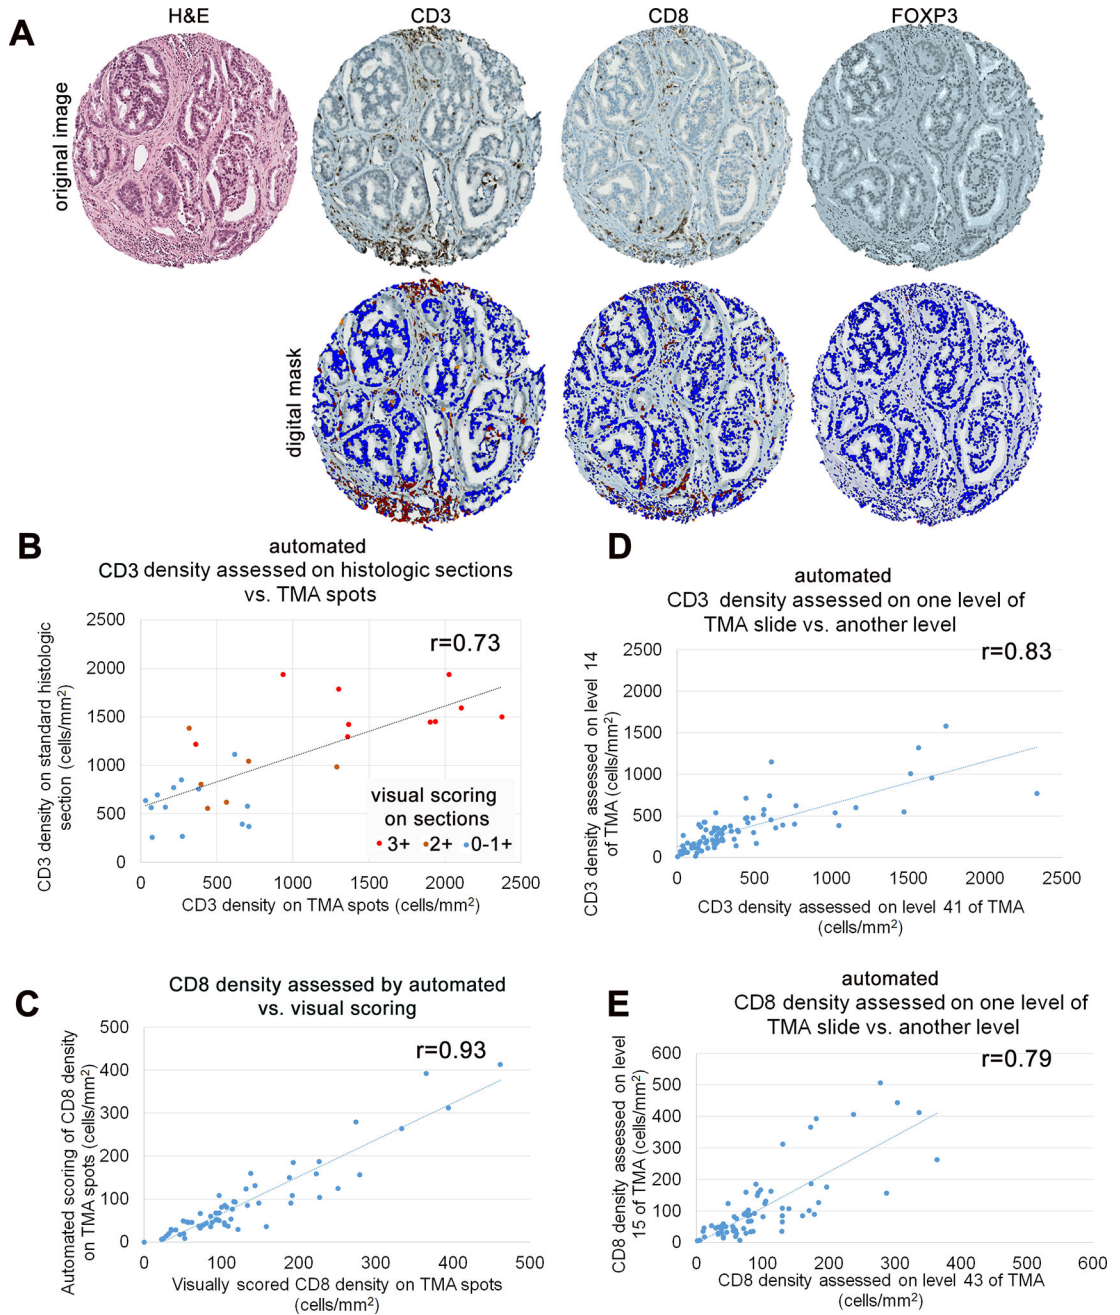 A
H&E
CD3
CD8
FOXP3
original image
digital mask
B
automated
CD3 density assessed on histologic sections
vs. TMA spots
CD3 density on standard histologic
section (cells/mm²)
2500
2000
1500
1000
500
0
r=0.73
visual scoring
on sections
3+ 2+ 0-1+
0 500 1000 1500 2000 2500
CD3 density on TMA spots (cells/mm²)
D
automated
CD3 density assessed on one level of
TMA slide vs. another level
CD3 density assessed on level 14
of TMA (cells/mm²)
2500
2000
1500
1000
500
0
r=0.83
0 500 1000 1500 2000 2500
CD3 density assessed on level 41 of TMA
(cells/mm²)
C
CD8 density assessed by automated
vs. visual scoring
Automated scoring of CD8 density
on TMA spots (cells/mm²)
500
400
300
200
100
0
r=0.93
0 100 200 300 400 500
Visually scored CD8 density on TMA spots
(cells/mm²)
E
automated
CD8 density assessed on one level of
TMA slide vs. another level
CD8 density assessed on level
15 of TMA (cells/mm²)
600
500
400
300
200
100
0
r=0.79
0 100 200 300 400 500 600
CD8 density assessed on level 43 of TMA
(cells/mm²)